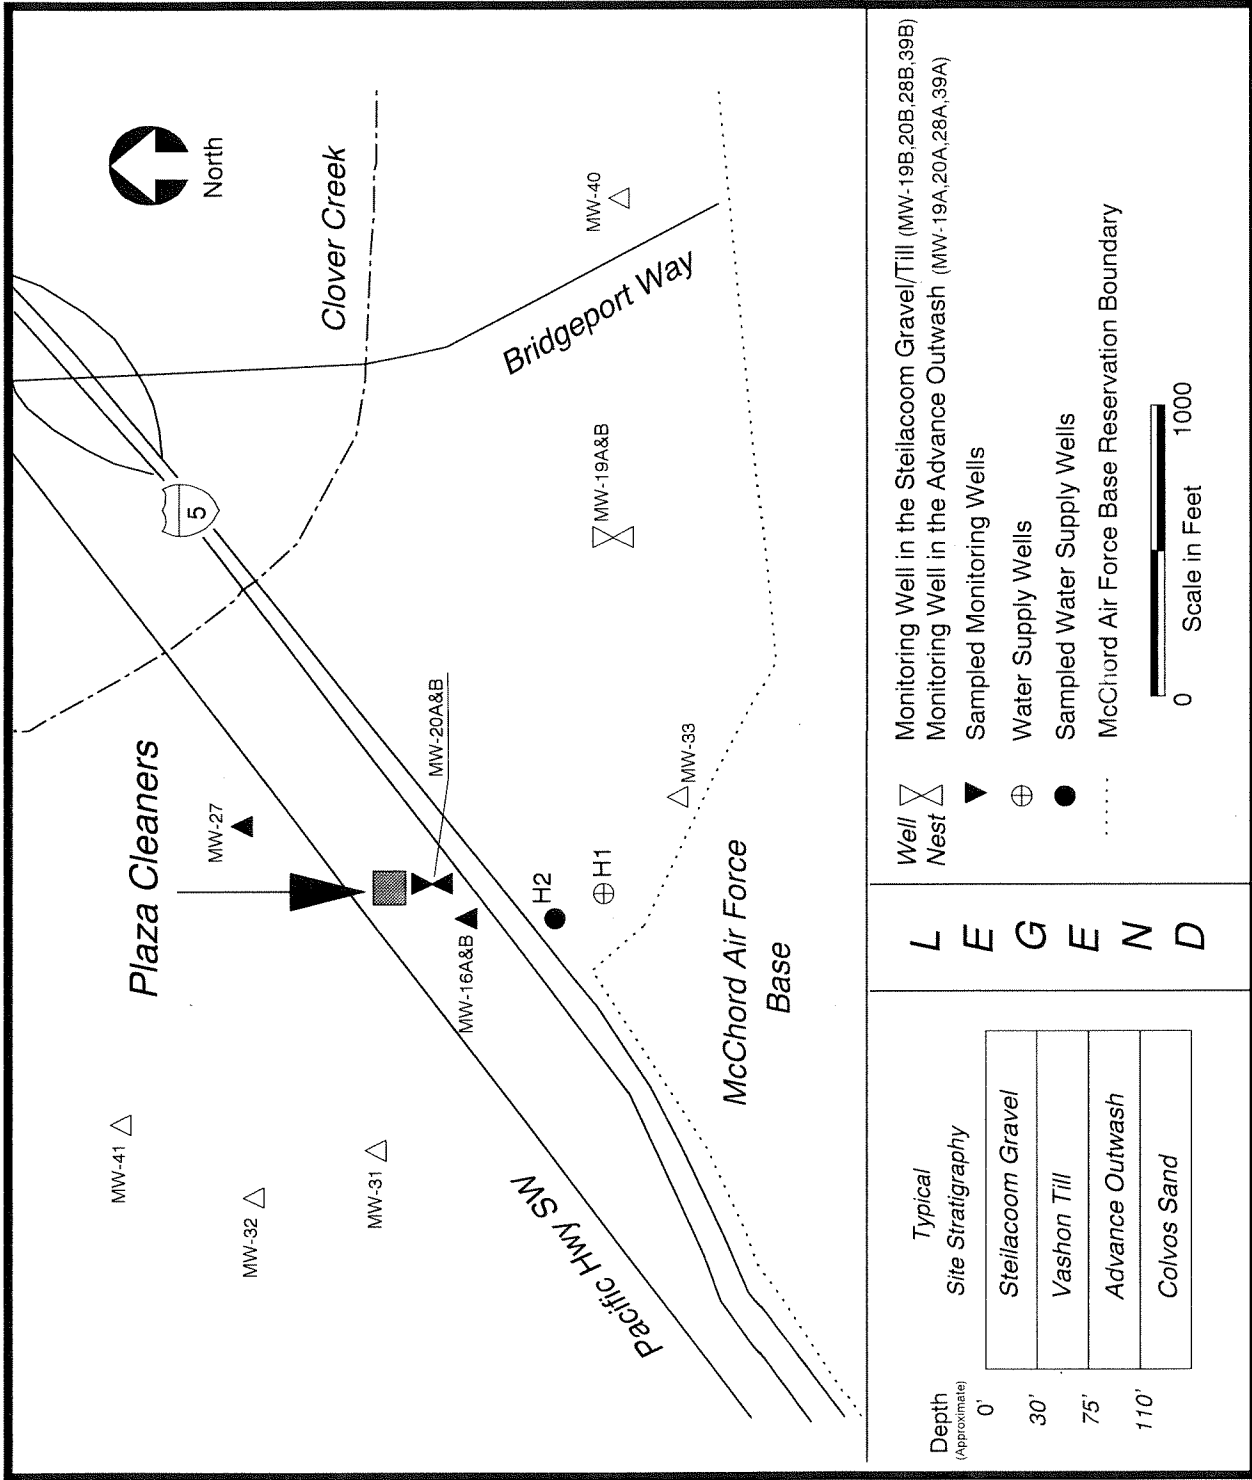 North
Clover Creek
Bridgeport Way
MW-40
5
MW-19A&B
Plaza Cleaners
MW-27
MW-20A&B
MW-16A&B
H2
H1
MW-33
McChord Air Force
Base
MW-41
MW-32
MW-31
Pacific Hwy SW
LEGEND
Well
Nest
Monitoring Well in the Steilacoom Gravel/Till (MW-19B,20B,28B,39B)
Monitoring Well in the Advance Outwash (MW-19A,20A,28A,39A)
Sampled Monitoring Wells
Water Supply Wells
Sampled Water Supply Wells
McChord Air Force Base Reservation Boundary
0 1000
Scale in Feet
Typical
Site Stratigraphy
Depth
(Approximate)
0'
Steilacoom Gravel
30'
Vashon Till
75'
Advance Outwash
110'
Colvos Sand